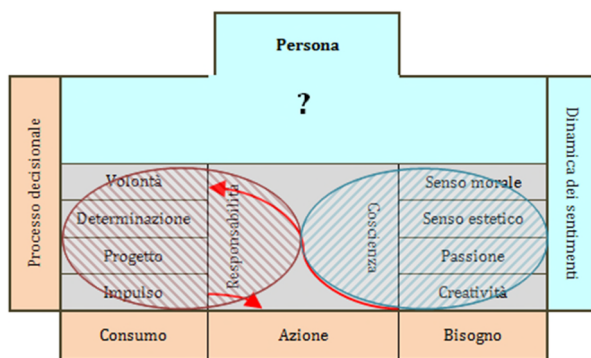 Persona
?
Processo decisionale
Dinamica dei sentimenti
Volontà
Senso morale
Determinazione
Responsabilità
Coscienza
Senso estetico
Progetto
Passione
Impulso
Creatività
Consumo
Azione
Bisogno